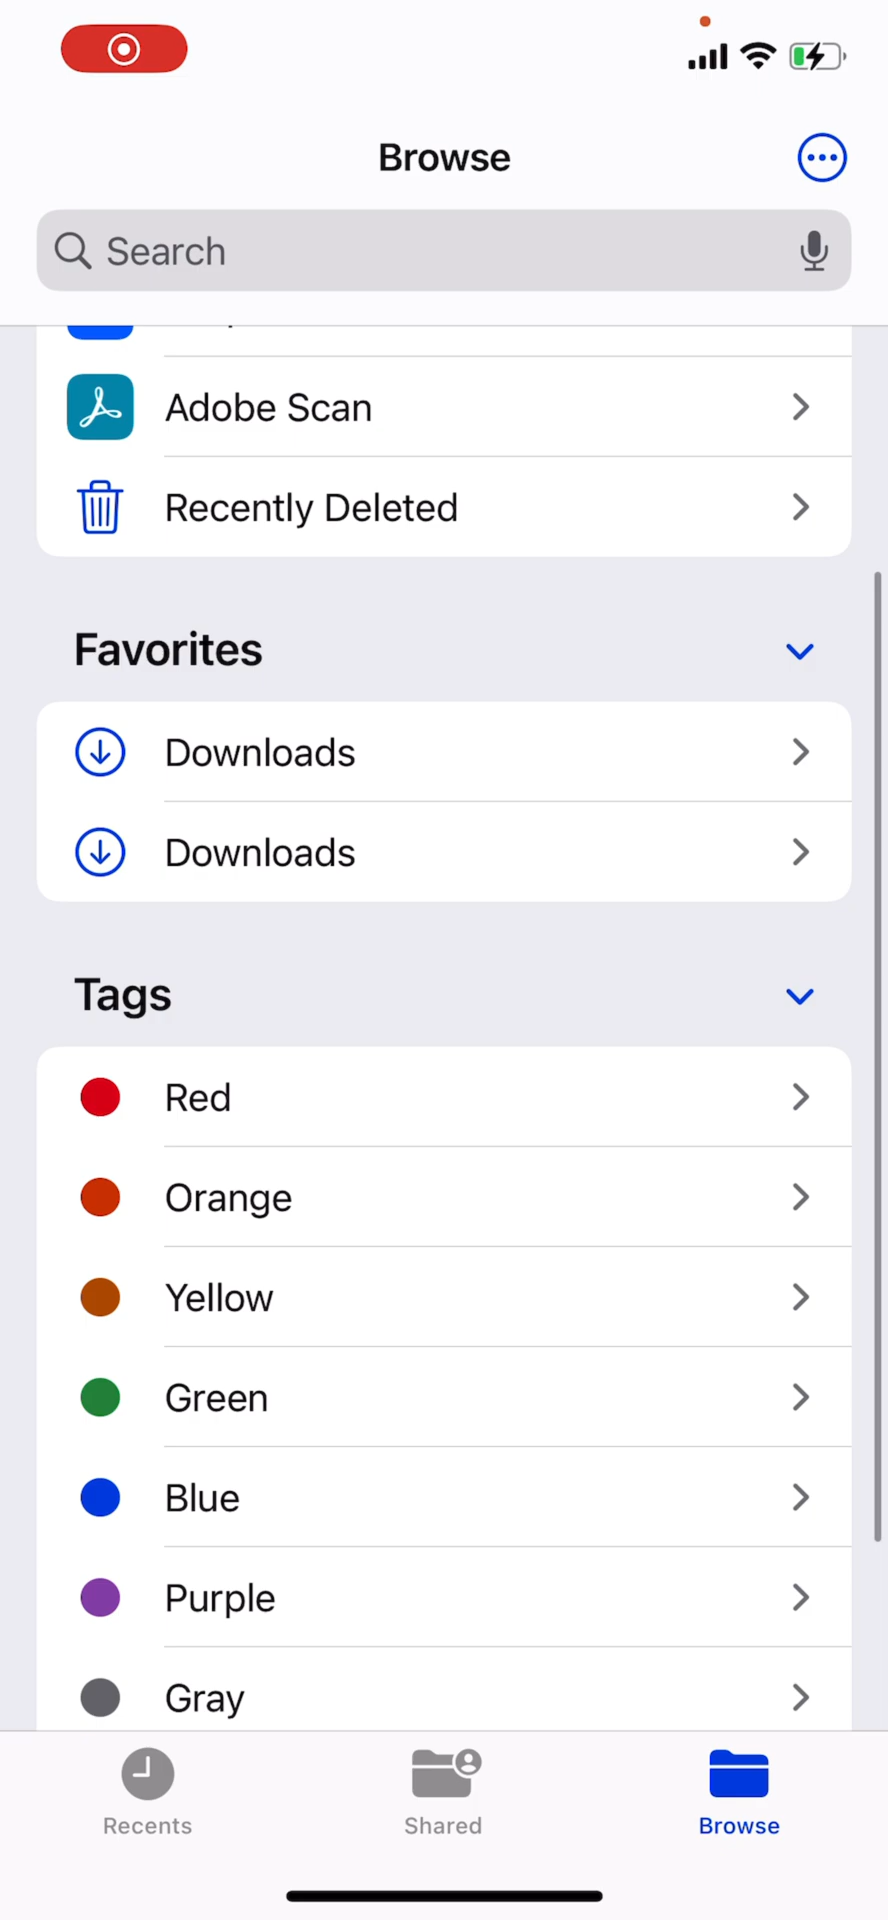 Browse
Search
Adobe Scan
Recently Deleted
Favorites
Downloads
Downloads
Tags
Red
Orange
Yellow
Green
Blue
Purple
Gray
Recents
Shared
Browse